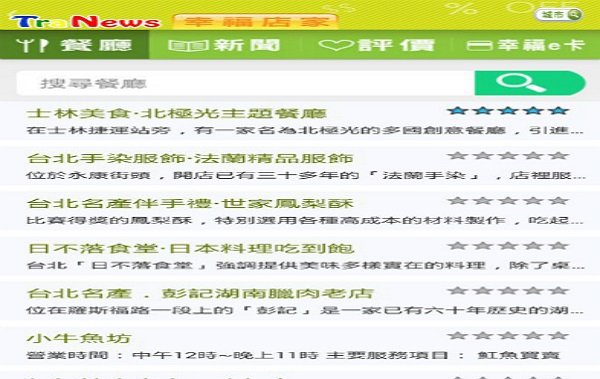 $$ % OFF
TraNews 幸福店家 城市
餐廳 新聞 評價 幸福e卡
搜尋餐廳
士林美食‧北極光主題餐廳
在士林捷運站旁，有一家名為北極光的多國創意餐廳，引進...
台北手染服飾‧法蘭精品服飾
位於永康街頭，開店已有三十多年的「法蘭手染」，店裡服...
台北名產伴手禮‧世家鳳梨酥
比賽得獎的鳳梨酥，特別選用各種高成本的材料製作，吃起...
日不落食堂‧日本料理吃到飽
台北「日不落食堂」強調提供美味多樣實在的料理，除了桌...
台北名產．彭記湖南臘肉老店
位在羅斯福路一段上的「彭記」是一家已有六十年歷史的湖...
小牛魚坊
營業時間：中午12時~晚上11時 主要服務項目： 魟魚買賣